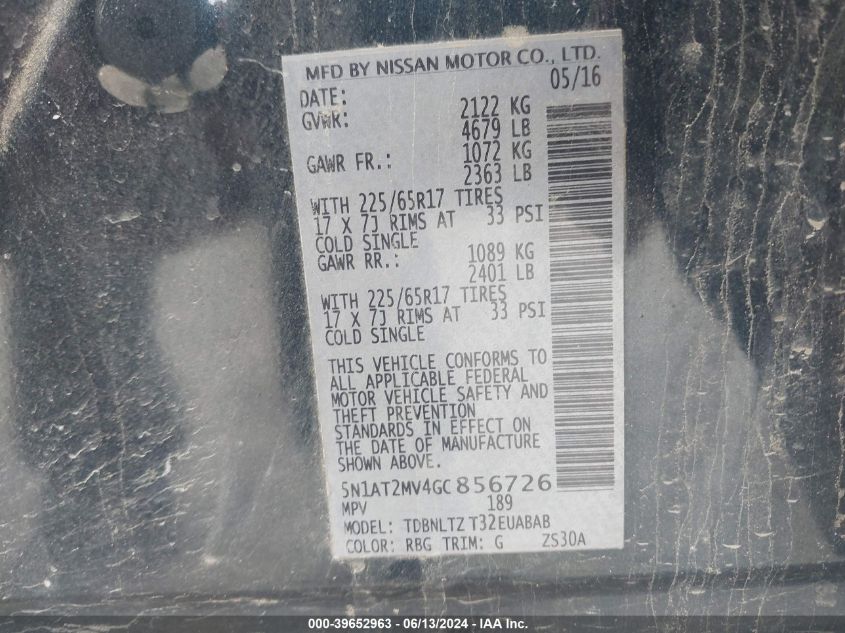 MFD BY NISSAN MOTOR CO., LTD.
DATE: 05/16
GVWR: 2122 KG
4679 LB
GAWR FR.: 1072 KG
2363 LB
WITH 225/65R17 TIRES
17 X 7J RIMS AT 33 PSI
COLD SINGLE
GAWR RR.: 1089 KG
2401 LB
WITH 225/65R17 TIRES
17 X 7J RIMS AT 33 PSI
COLD SINGLE
THIS VEHICLE CONFORMS TO
ALL APPLICABLE FEDERAL
MOTOR VEHICLE SAFETY AND
THEFT PREVENTION
STANDARDS IN EFFECT ON
THE DATE OF MANUFACTURE
SHOWN ABOVE.
5N1AT2MV4GC856726
MPV 189
MODEL: TDBNLTZ T32EUABAB
COLOR: RBG TRIM: G ZS30A
000-39652963 - 06/13/2024 - IAAI Inc.